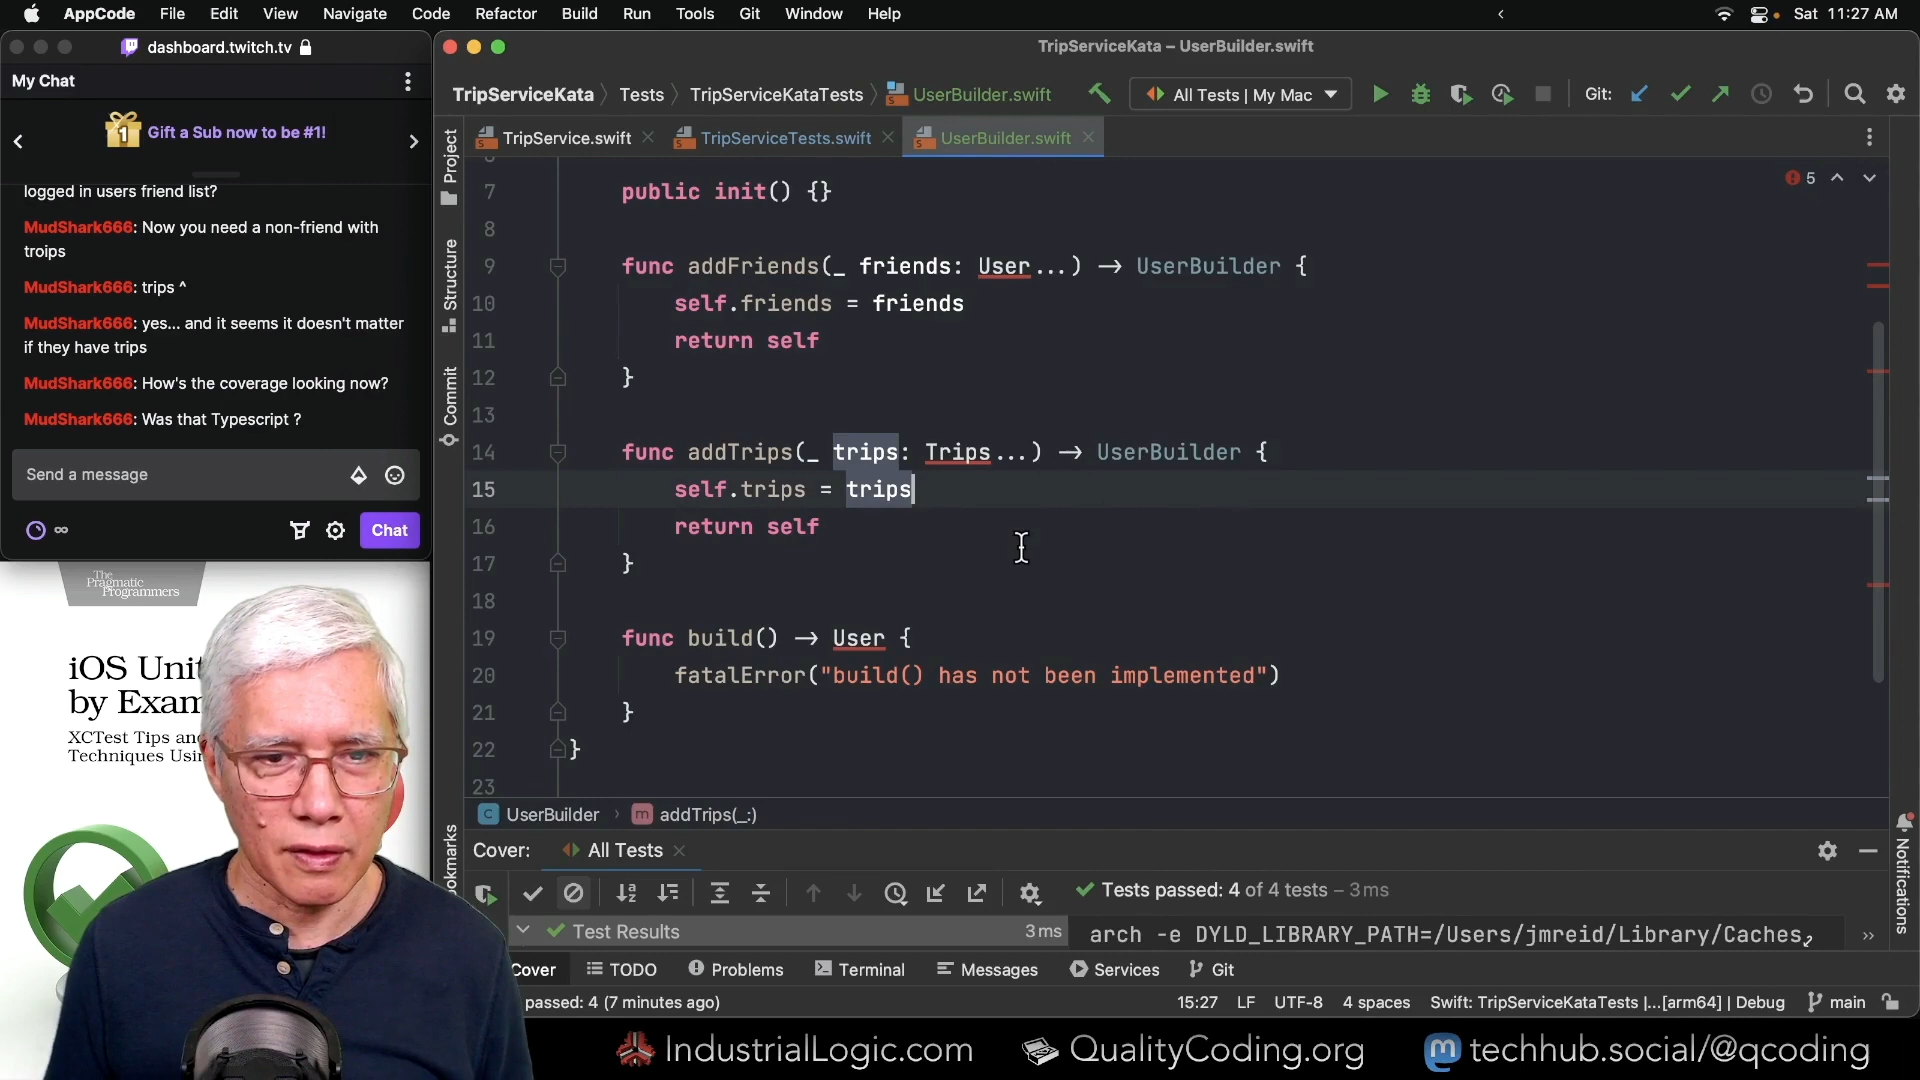 AppCode File Edit View Navigate Code Refactor Build Run Tools Git Window Help Sat 11:27 AM
dashboard.twitch.tv
My Chat
1 Gift a Sub now to be #1!
logged in users friend list?
MudShark666: Now you need a non-friend with
troips
MudShark666: trips ^
MudShark666: yes... and it seems it doesn't matter
if they have trips
MudShark666: How's the coverage looking now?
MudShark666: Was that Typescript ?
Send a message
∞ Chat
The
Pragmatic
Programmers
iOS Unit
by Exam
XCTest Tips and
Techniques Usin
TripServiceKata – UserBuilder.swift
TripServiceKata Tests TripServiceKataTests UserBuilder.swift All Tests | My Mac Git:
TripService.swift TripServiceTests.swift UserBuilder.swift
Project
Structure
Commit
Bookmarks
Notifications
5
7 public init() {}
8
9 func addFriends(_ friends: User...) → UserBuilder {
10 self.friends = friends
11 return self
12 }
13
14 func addTrips(_ trips: Trips...) → UserBuilder {
15 self.trips = trips
16 return self
17 }
18
19 func build() → User {
20 fatalError("build() has not been implemented")
21 }
22 }
23
C UserBuilder m addTrips(_:)
Cover: All Tests
Tests passed: 4 of 4 tests – 3ms
Test Results 3 ms
arch -e DYLD_LIBRARY_PATH=/Users/jmreid/Library/Caches
Cover TODO Problems Terminal Messages Services Git
passed: 4 (7 minutes ago) 15:27 LF UTF-8 4 spaces Swift: TripServiceKataTests |...[arm64] | Debug main
IndustrialLogic.com QualityCoding.org techhub.social/@qcoding